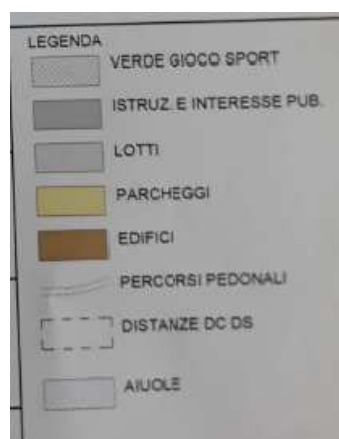 LEGENDA
VERDE GIOCO SPORT
ISTRUZ. E INTERESSE PUB.
LOTTI
PARCHEGGI
EDIFICI
PERCORSI PEDONALI
DISTANZE DC DS
AIUOLE